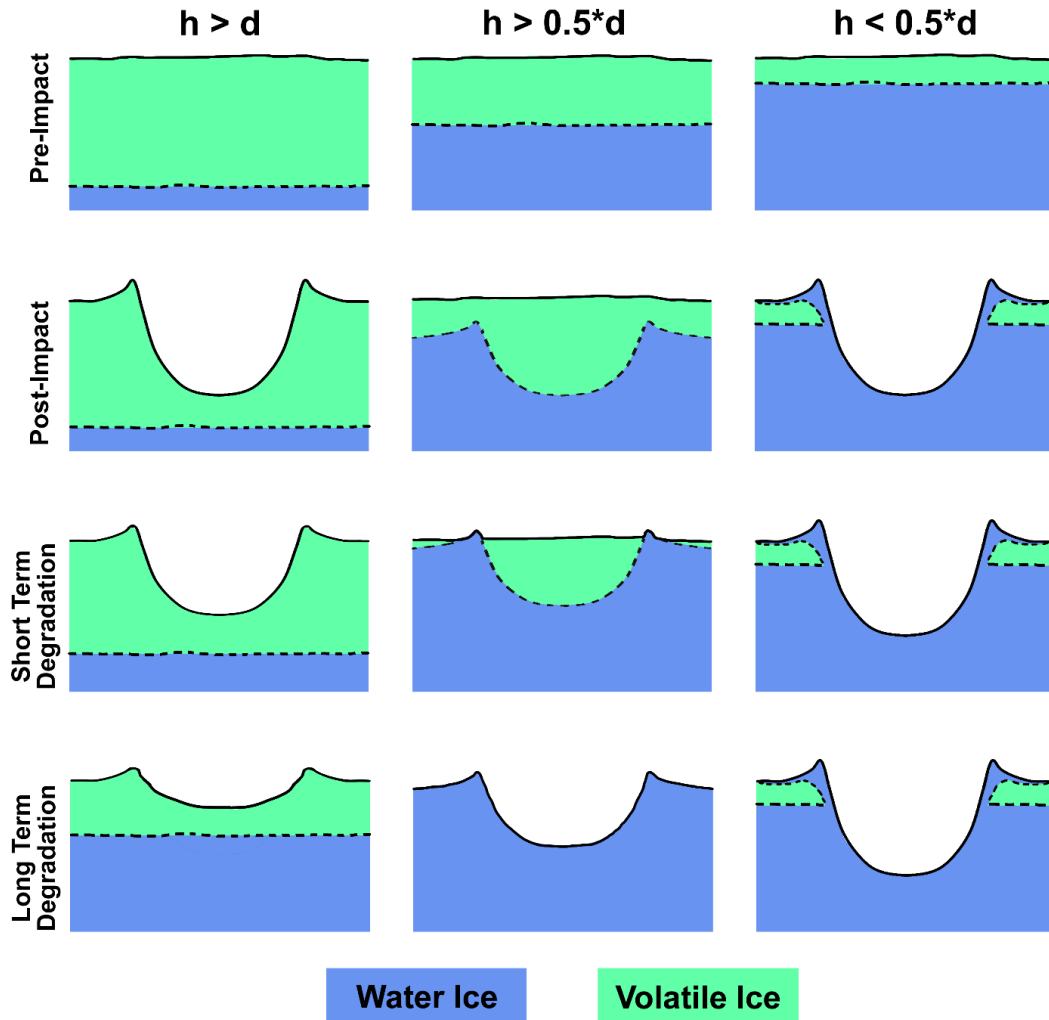 h > d
h > 0.5*d
h < 0.5*d
Pre-Impact
Post-Impact
Short Term
Degradation
Long Term
Degradation
Water Ice
Volatile Ice